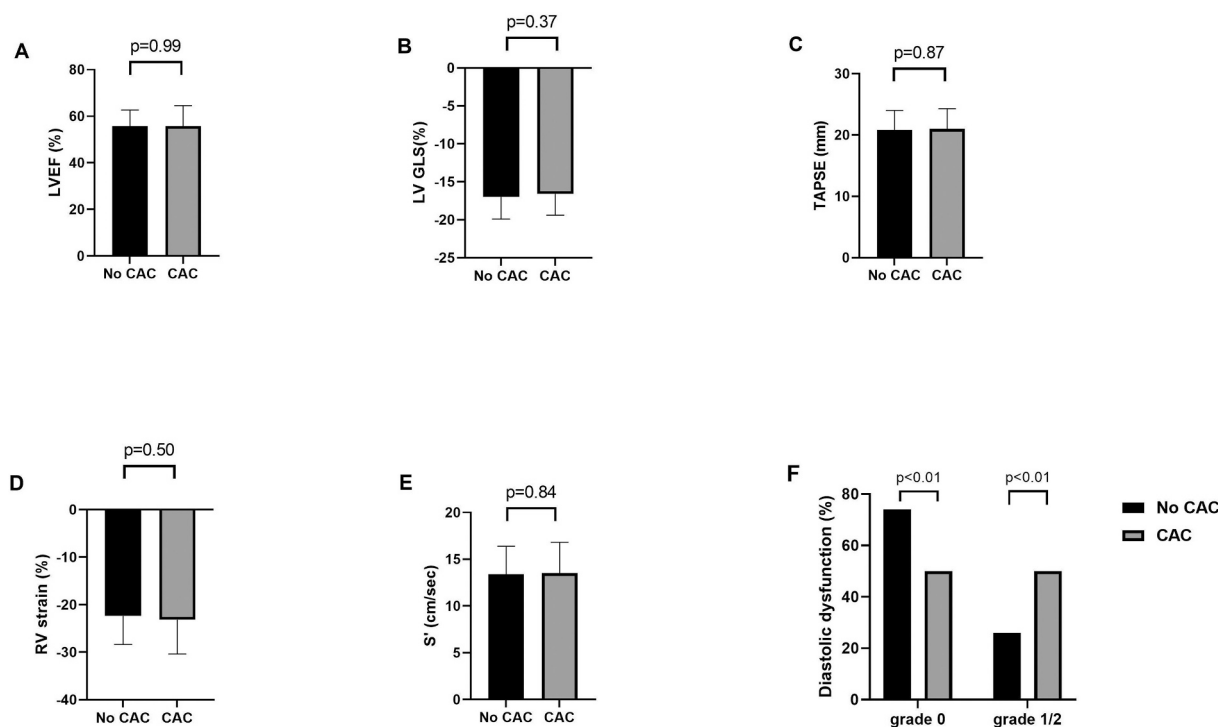 A
p=0.99
80
60
40
20
0
LVEF (%)
No CAC CAC
B
p=0.37
0
-5
-10
-15
-20
-25
LV GLS(%)
No CAC CAC
C
p=0.87
30
20
10
0
TAPSE (mm)
No CAC CAC
D
p=0.50
0
-10
-20
-30
-40
RV strain (%)
No CAC CAC
E
p=0.84
20
15
10
5
0
S' (cm/sec)
No CAC CAC
F
p<0.01 p<0.01
80
60
40
20
0
Diastolic dysfunction (%)
grade 0 grade 1/2
No CAC
CAC